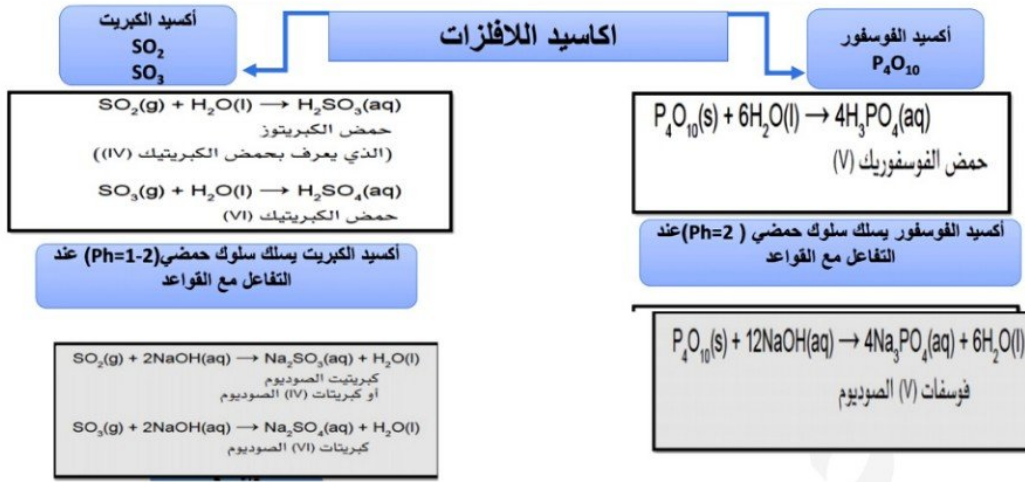 اكاسيد اللافلزات
أكسيد الفوسفور
P₄O₁₀
P₄O₁₀(s) + 6H₂O(l) → 4H₃PO₄(aq)
حمض الفوسفوريك (V)
أكسيد الفوسفور يسلك سلوك حمضي ( Ph=2)عند
التفاعل مع القواعد
P₄O₁₀(s) + 12NaOH(aq) → 4Na₃PO₄(aq) + 6H₂O(l)
فوسفات (V) الصوديوم
أكسيد الكبريت
SO₂
SO₃
SO₂(g) + H₂O(l) → H₂SO₃(aq)
حمض الكبريتوز
(الذي يعرف بحمض الكبريتيك (IV))
SO₃(g) + H₂O(l) → H₂SO₄(aq)
حمض الكبريتيك (VI)
أكسيد الكبريت يسلك سلوك حمضي(Ph=1-2) عند
التفاعل مع القواعد
SO₂(g) + 2NaOH(aq) → Na₂SO₃(aq) + H₂O(l)
كبريتيت الصوديوم
أو كبريتات (IV) الصوديوم
SO₃(g) + 2NaOH(aq) → Na₂SO₄(aq) + H₂O(l)
كبريتات (VI) الصوديوم